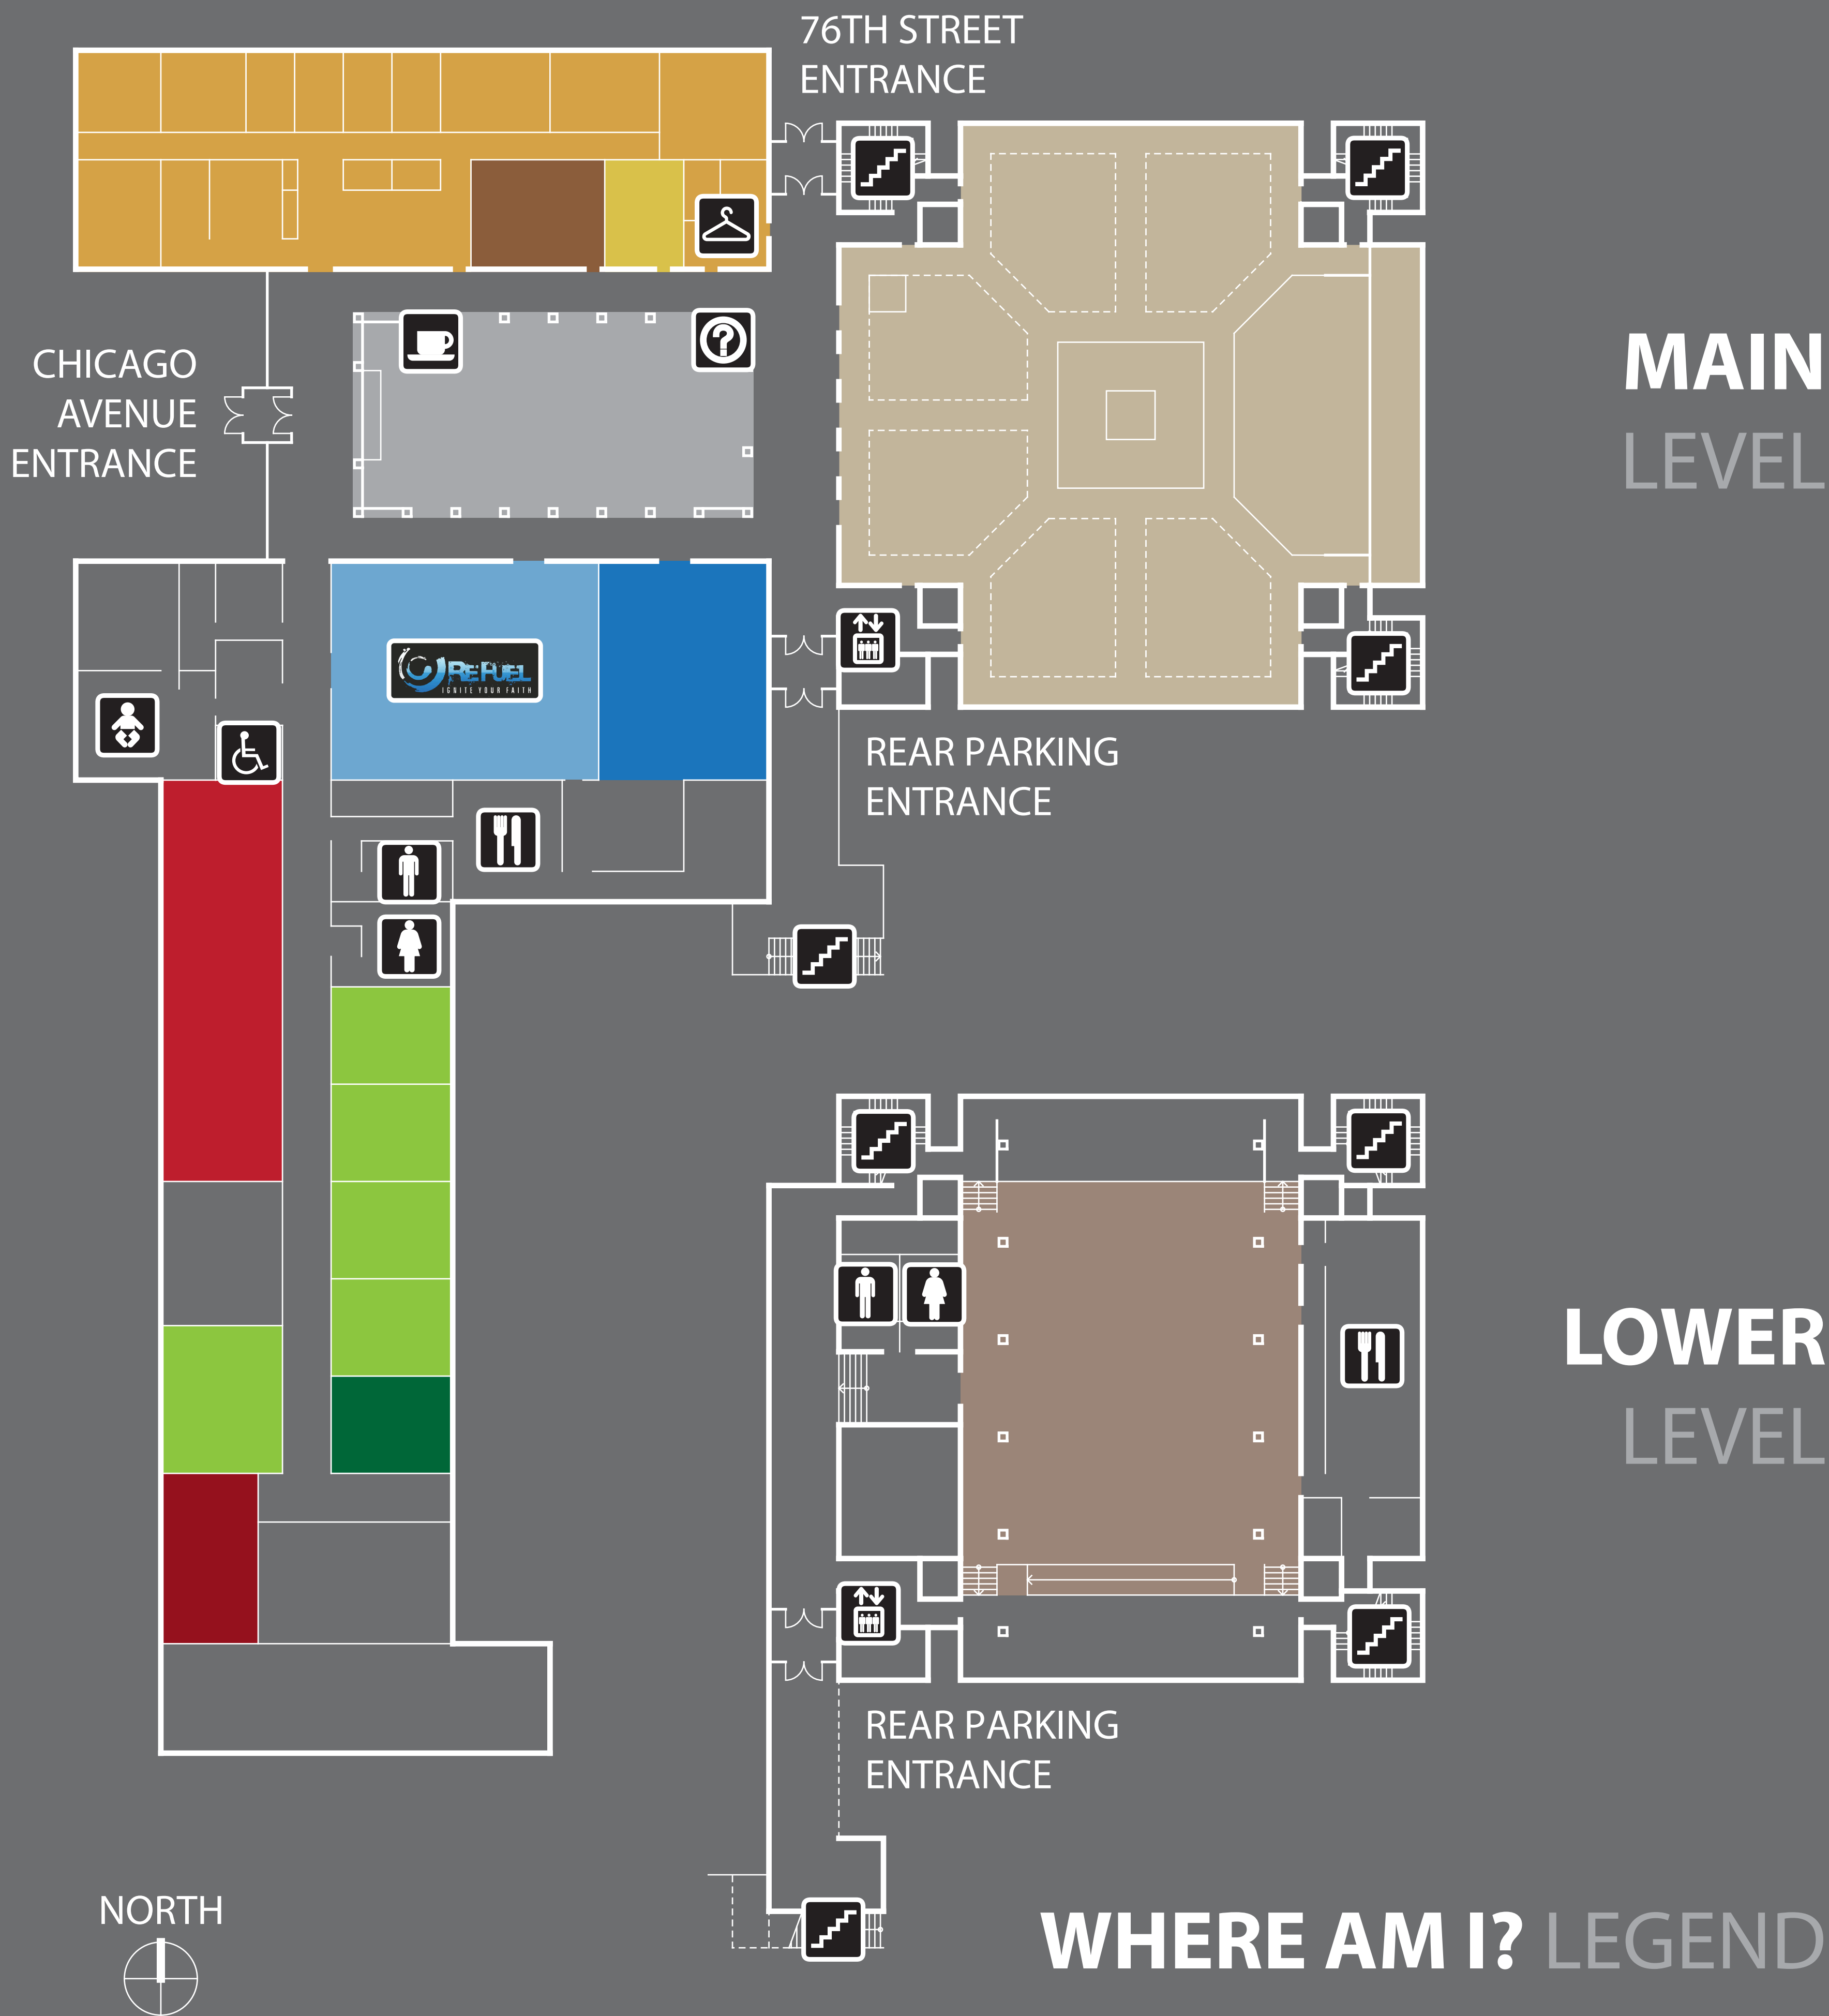 76TH STREET
ENTRANCE
CHICAGO
AVENUE
ENTRANCE
MAIN
LEVEL
?
REFUEL
IGNITE YOUR FAITH
REAR PARKING
ENTRANCE
LOWER
LEVEL
REAR PARKING
ENTRANCE
NORTH
WHERE AM I? LEGEND